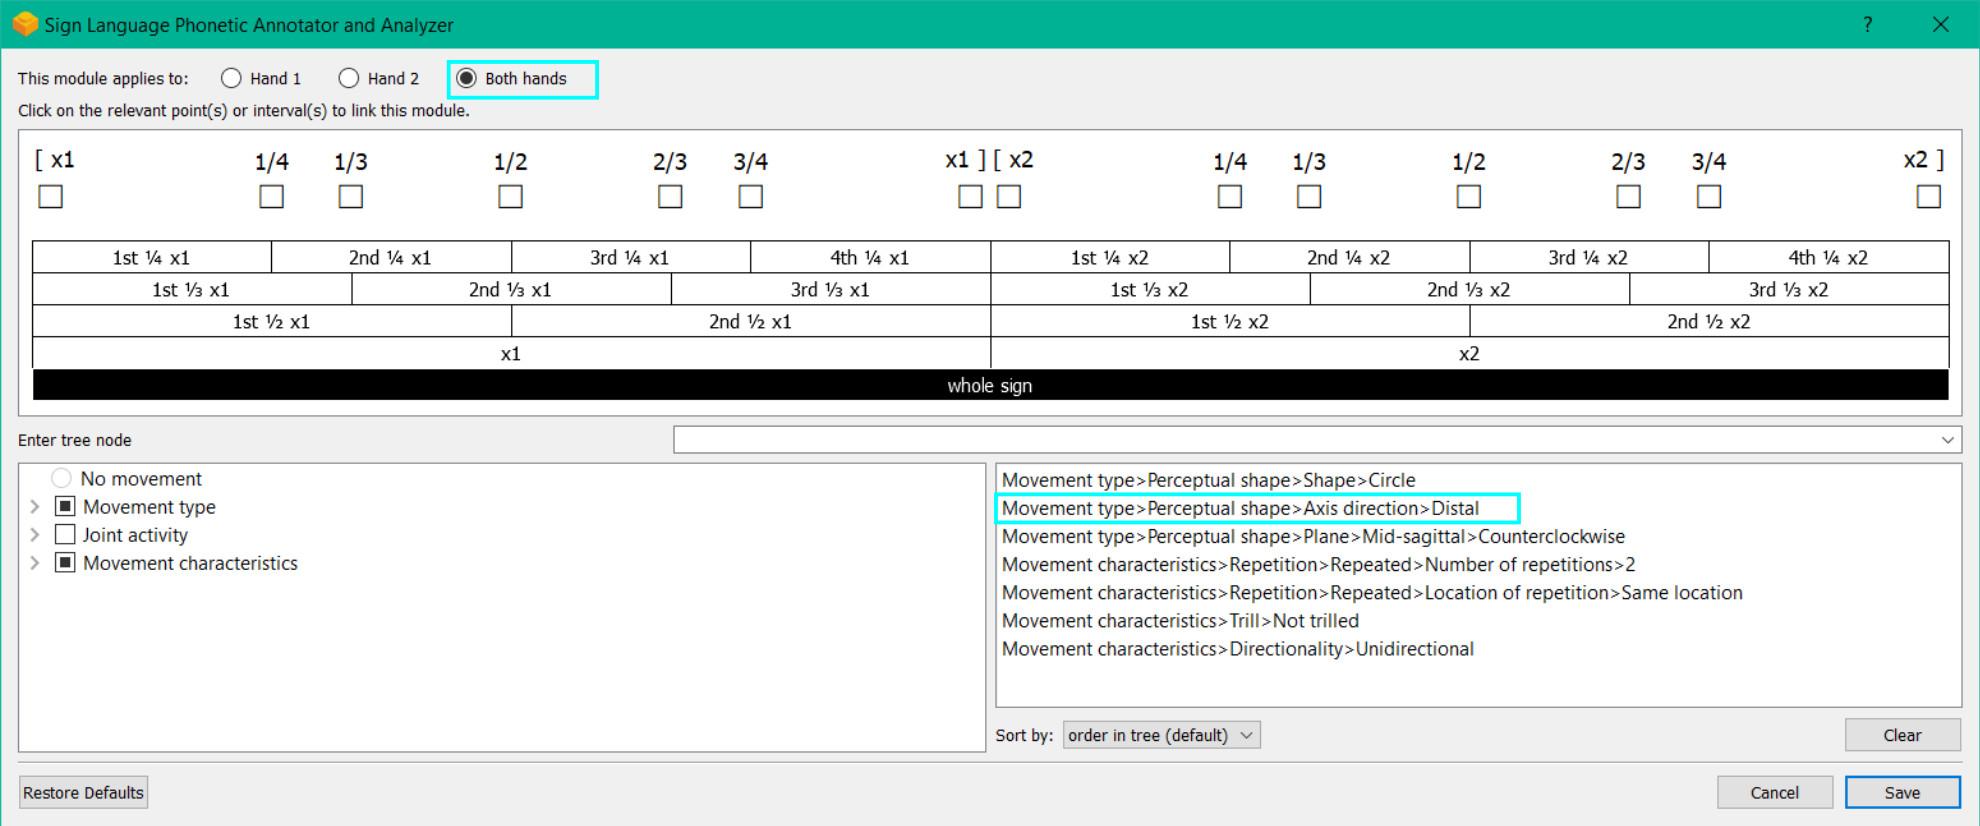 Sign Language Phonetic Annotator and Analyzer ?
This module applies to: Hand 1 Hand 2 Both hands
Click on the relevant point(s) or interval(s) to link this module.
[ x1 1/4 1/3 1/2 2/3 3/4 x1 ] [ x2 1/4 1/3 1/2 2/3 3/4 x2 ]
1st ¼ x1 2nd ¼ x1 3rd ¼ x1 4th ¼ x1 1st ¼ x2 2nd ¼ x2 3rd ¼ x2 4th ¼ x2
1st ⅓ x1 2nd ⅓ x1 3rd ⅓ x1 1st ⅓ x2 2nd ⅓ x2 3rd ⅓ x2
1st ½ x1 2nd ½ x1 1st ½ x2 2nd ½ x2
x1 x2
whole sign
Enter tree node
No movement
Movement type
Joint activity
Movement characteristics
Movement type>Perceptual shape>Shape>Circle
Movement type>Perceptual shape>Axis direction>Distal
Movement type>Perceptual shape>Plane>Mid-sagittal>Counterclockwise
Movement characteristics>Repetition>Repeated>Number of repetitions>2
Movement characteristics>Repetition>Repeated>Location of repetition>Same location
Movement characteristics>Trill>Not trilled
Movement characteristics>Directionality>Unidirectional
Sort by: order in tree (default) Clear
Restore Defaults Cancel Save